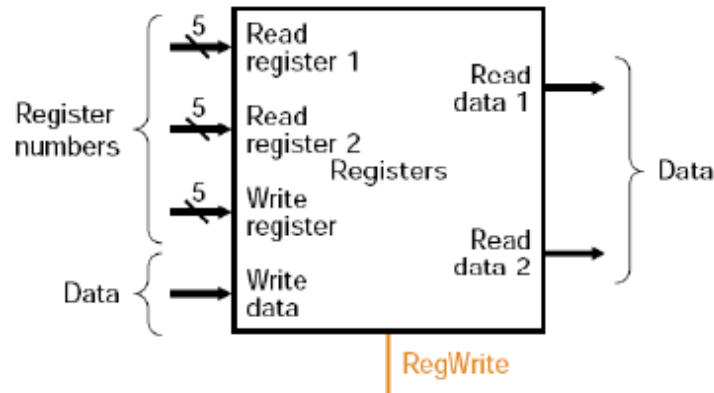 5
Read
register 1
Read
data 1
Register
numbers
5
Read
register 2
Registers
Data
5
Write
register
Read
data 2
Data
Write
data
RegWrite